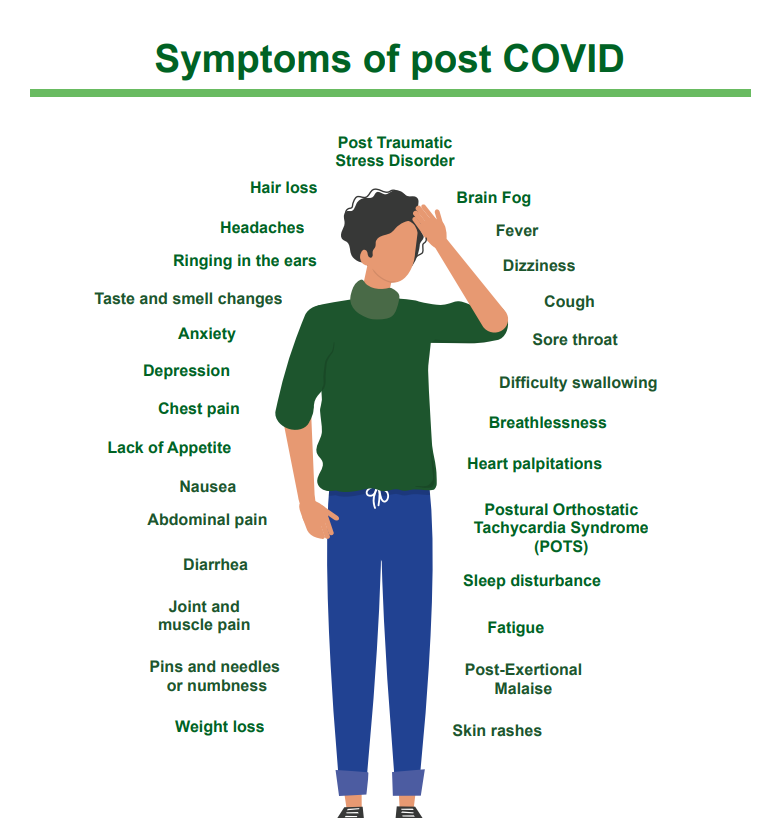 Symptoms of post COVID
Post Traumatic
Stress Disorder
Hair loss
Headaches
Ringing in the ears
Taste and smell changes
Anxiety
Depression
Chest pain
Lack of Appetite
Nausea
Abdominal pain
Diarrhea
Joint and
muscle pain
Pins and needles
or numbness
Weight loss
Brain Fog
Fever
Dizziness
Cough
Sore throat
Difficulty swallowing
Breathlessness
Heart palpitations
Postural Orthostatic
Tachycardia Syndrome
(POTS)
Sleep disturbance
Fatigue
Post-Exertional
Malaise
Skin rashes